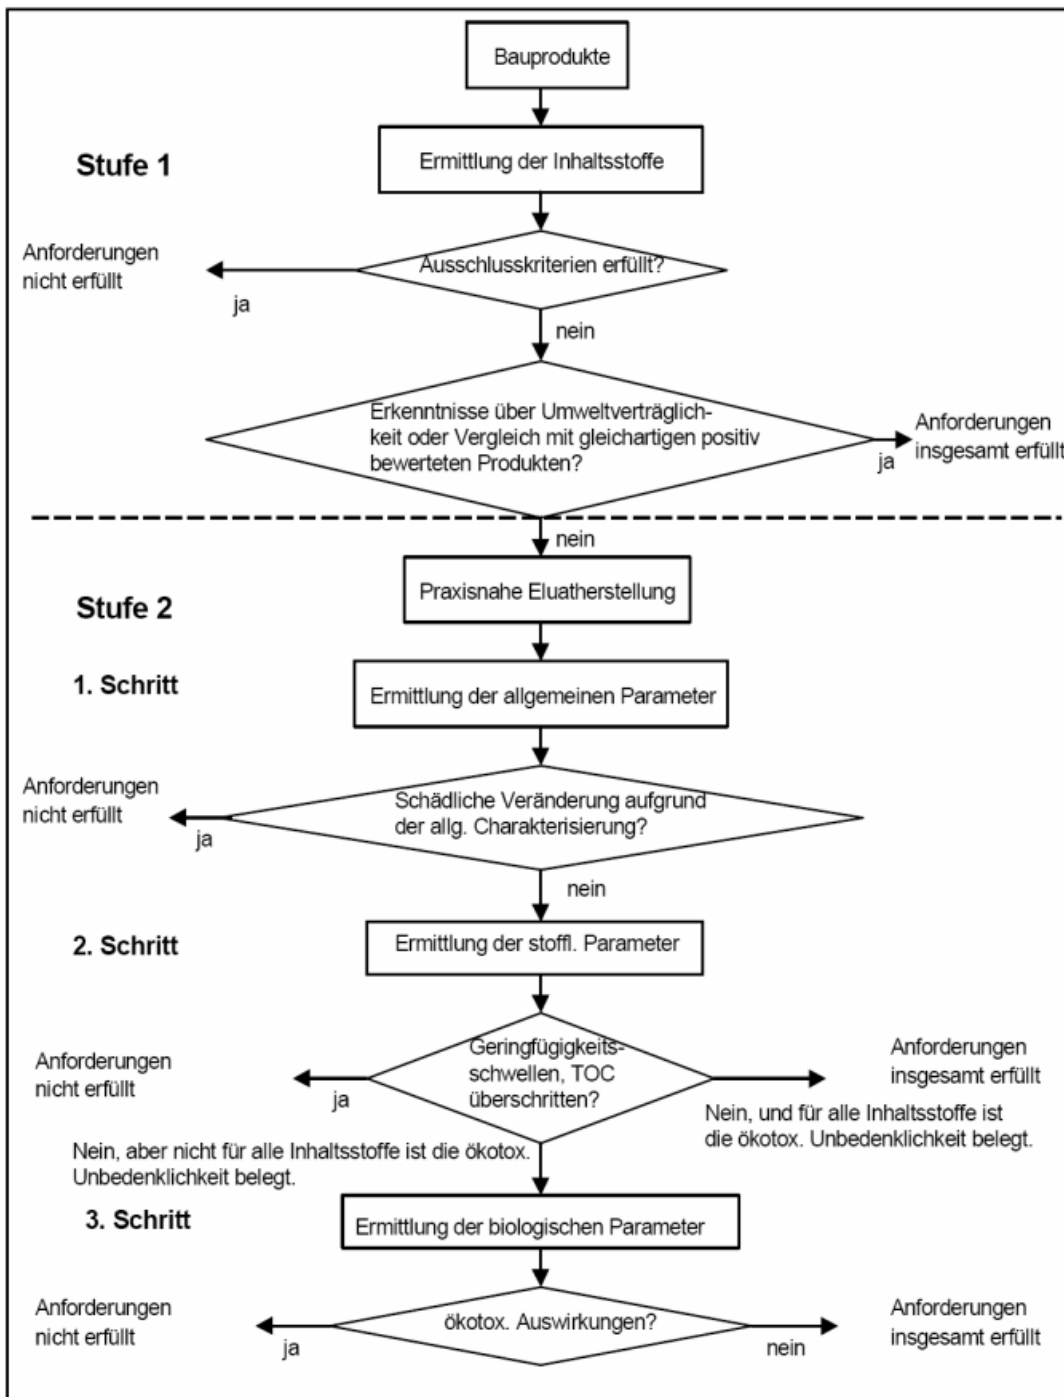 Bauprodukte
Stufe 1
Ermittlung der Inhaltsstoffe
Anforderungen
nicht erfüllt
Ausschlusskriterien erfüllt?
ja
nein
Erkenntnisse über Umweltverträglich-
keit oder Vergleich mit gleichartigen positiv
bewerteten Produkten?
ja
Anforderungen
insgesamt erfüllt
nein
Stufe 2
Praxisnahe Eluatherstellung
1. Schritt
Ermittlung der allgemeinen Parameter
Anforderungen
nicht erfüllt
ja
Schädliche Veränderung aufgrund
der allg. Charakterisierung?
nein
2. Schritt
Ermittlung der stoffl. Parameter
Anforderungen
nicht erfüllt
ja
Geringfügigkeits-
schwellen, TOC
überschritten?
Anforderungen
insgesamt erfüllt
Nein, und für alle Inhaltsstoffe ist
die ökotox. Unbedenklichkeit belegt.
Nein, aber nicht für alle Inhaltsstoffe ist die ökotox.
Unbedenklichkeit belegt.
3. Schritt
Ermittlung der biologischen Parameter
Anforderungen
nicht erfüllt
ja
ökotox. Auswirkungen?
nein
Anforderungen
insgesamt erfüllt